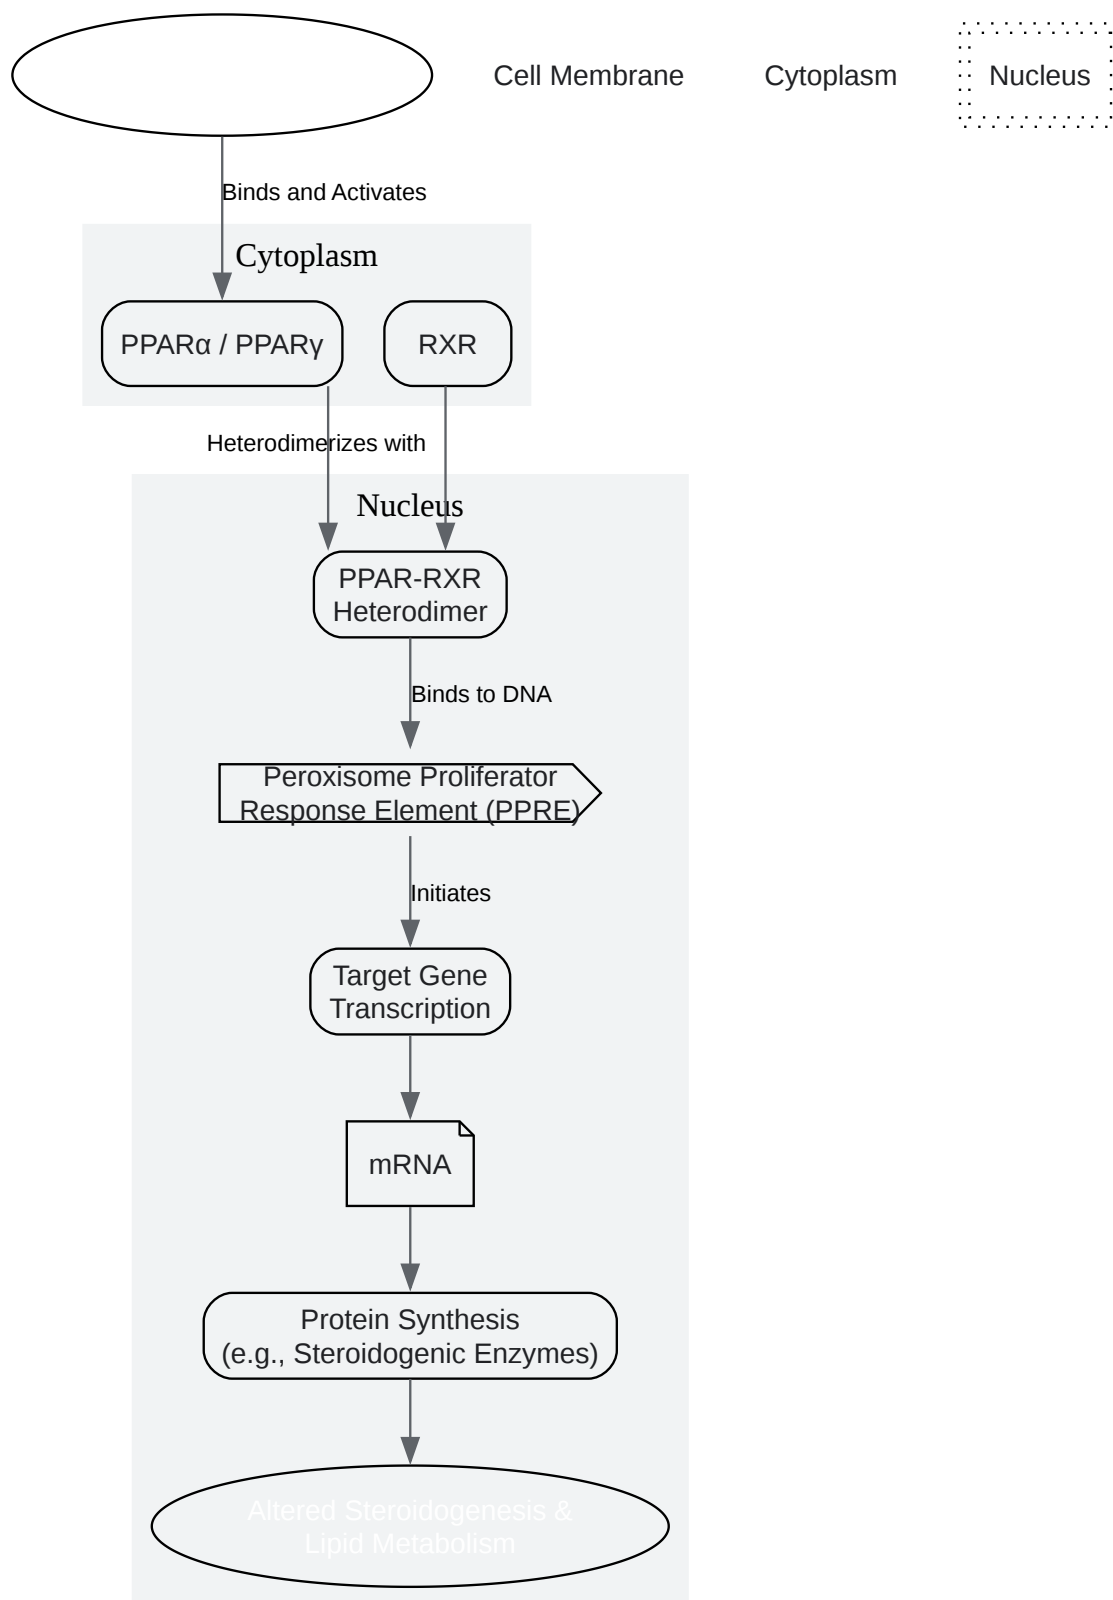 Cell Membrane
Cytoplasm
Nucleus
Binds and Activates
Cytoplasm
PPARα / PPARγ
RXR
Heterodimerizes with
Nucleus
PPAR-RXR
Heterodimer
Binds to DNA
Peroxisome Proliferator
Response Element (PPRE)
Initiates
Target Gene
Transcription
mRNA
Protein Synthesis
(e.g., Steroidogenic Enzymes)
Altered Steroidogenesis &
Lipid Metabolism